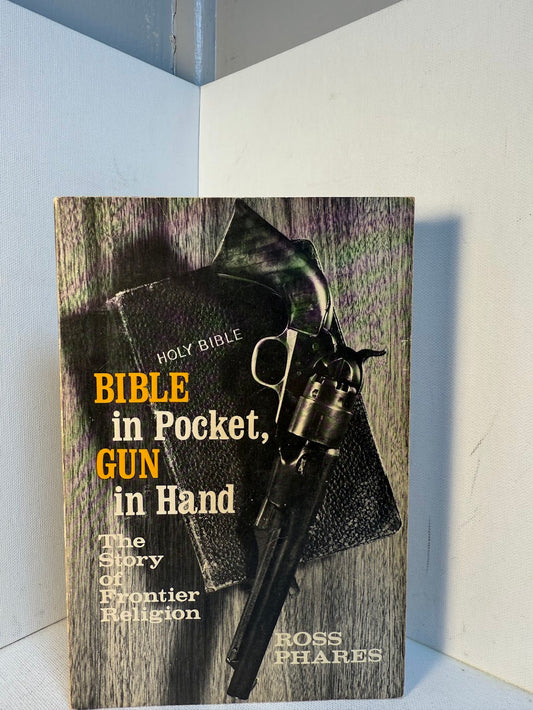 HOLY BIBLE
BIBLE
in Pocket,
GUN
in Hand
The
Story
of
Frontier
Religion
ROSS
PHARES